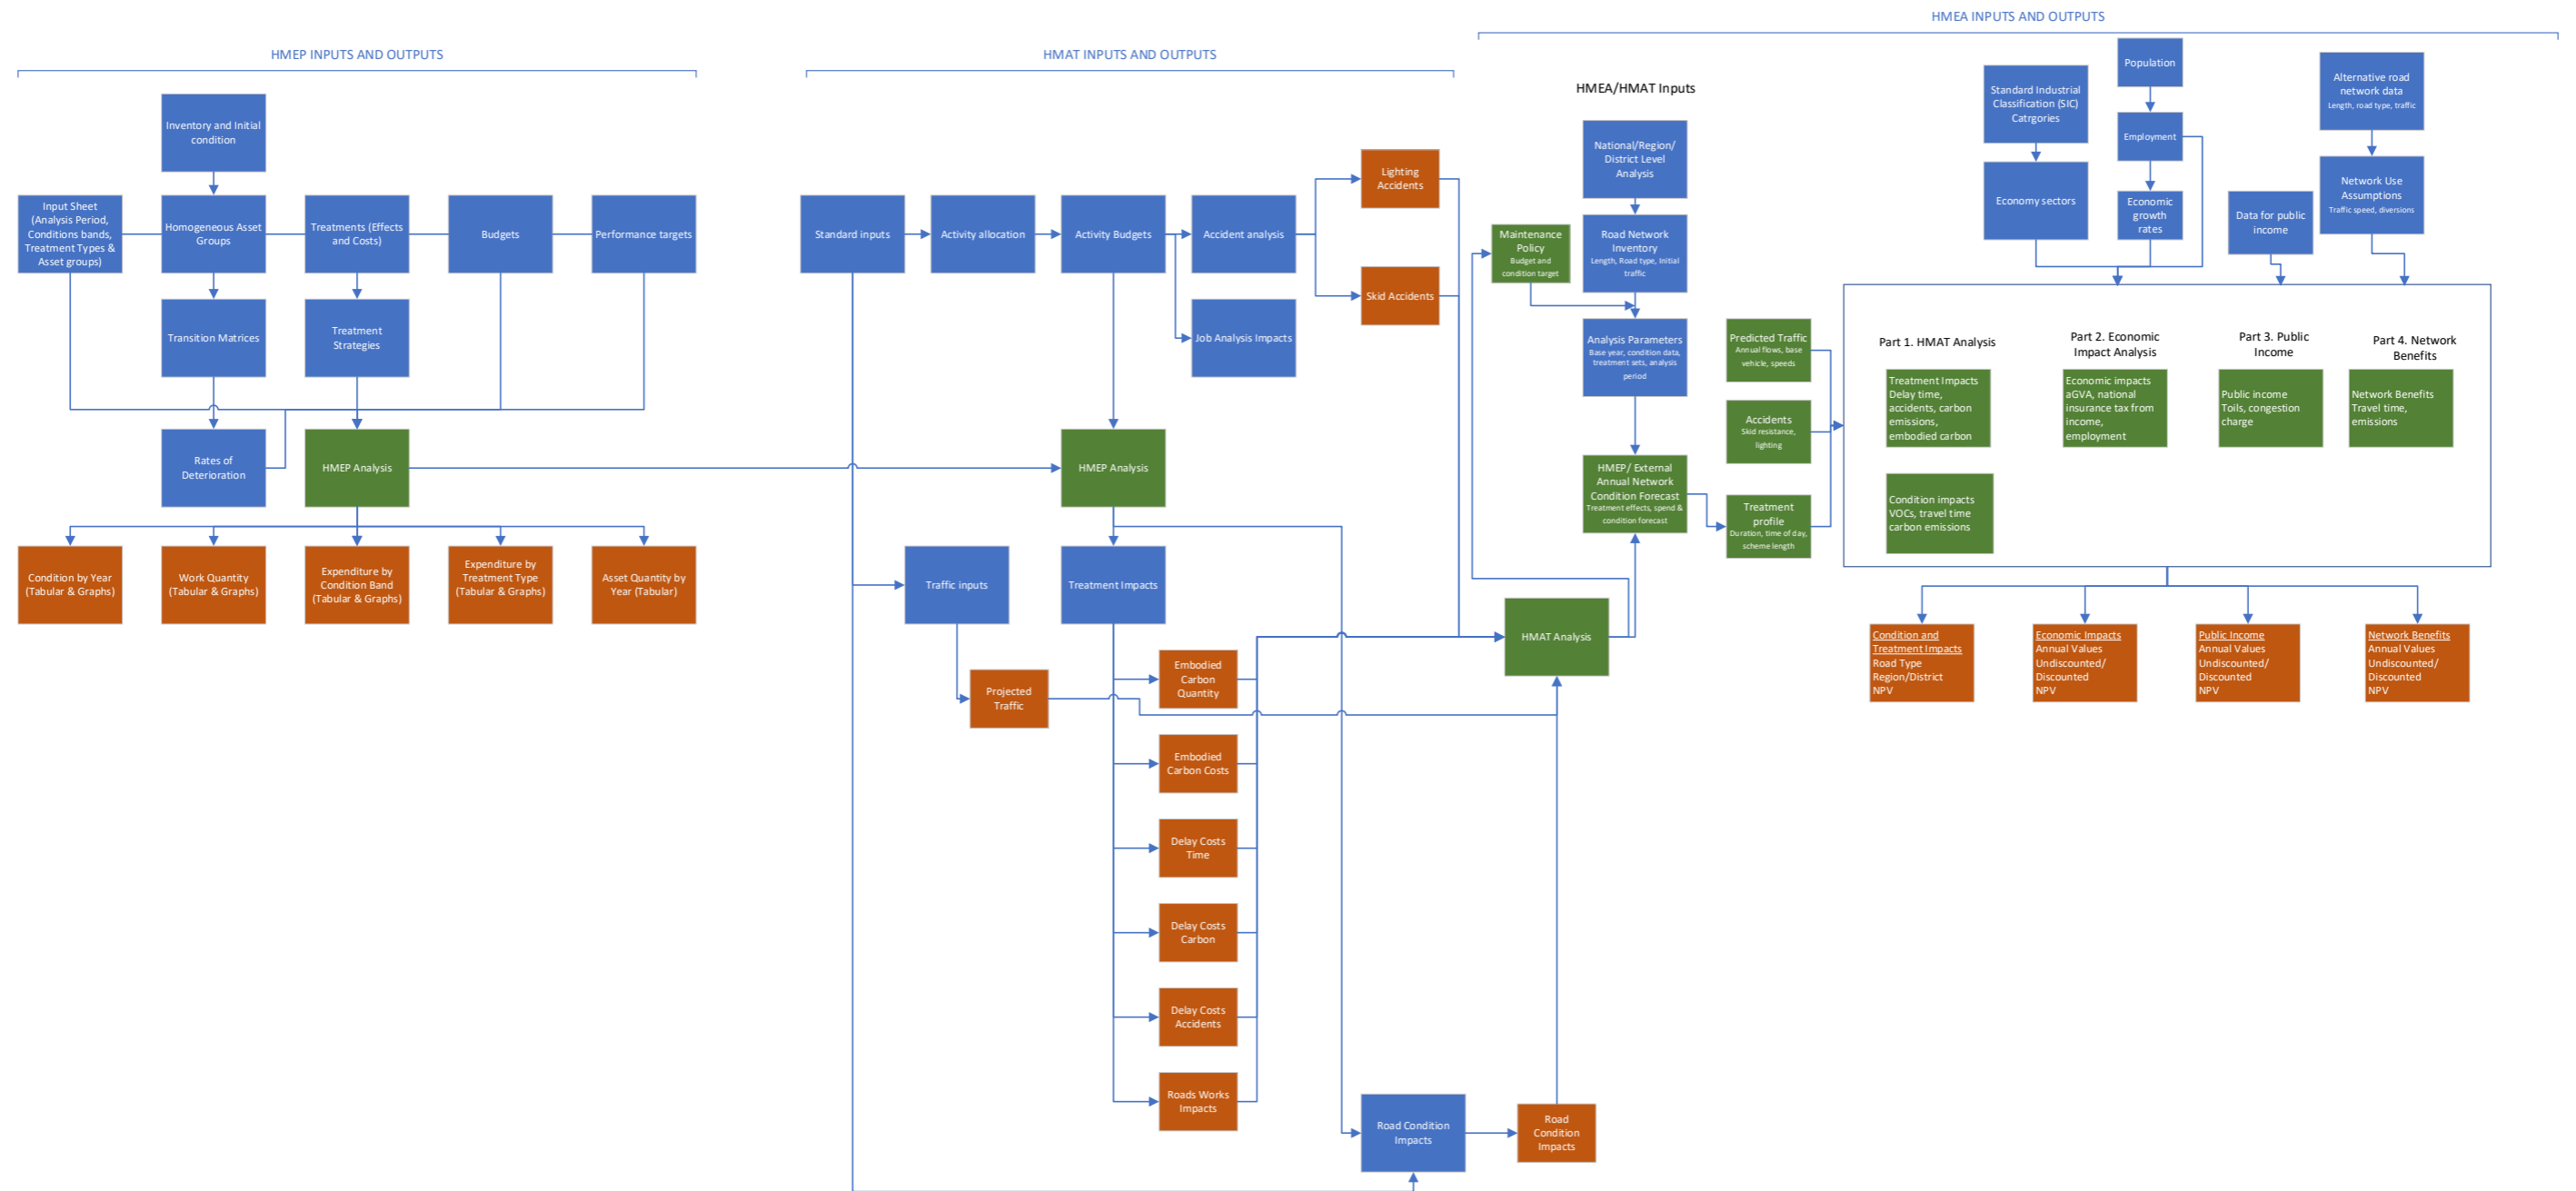 HMEA INPUTS AND OUTPUTS
HMEP INPUTS AND OUTPUTS
HMAT INPUTS AND OUTPUTS
Inventory and Initial
condition
Input Sheet
(Analysis Period,
Conditions bands,
Treatment Types &
Asset groups)
Homogeneous Asset
Groups
Treatments (Effects
and Costs)
Budgets
Performance targets
Transition Matrices
Treatment
Strategies
Rates of
Deterioration
HMEP Analysis
Condition by Year
(Tabular & Graphs)
Work Quantity
(Tabular & Graphs)
Expenditure by
Condition Band
(Tabular & Graphs)
Expenditure by
Treatment Type
(Tabular & Graphs)
Asset Quantity by
Year (Tabular)
Standard inputs
Activity allocation
Activity Budgets
Accident analysis
Job Analysis Impacts
Lighting
Accidents
Skid Accidents
HMEP Analysis
Traffic inputs
Treatment Impacts
Projected
Traffic
Embodied
Carbon
Quantity
Embodied
Carbon Costs
Delay Costs
Time
Delay Costs
Carbon
Delay Costs
Accidents
Roads Works
Impacts
Road Condition
Impacts
Road
Condition
Impacts
HMAT Analysis
HMEA/HMAT Inputs
National/Region/
District Level
Analysis
Maintenance
Policy
Budget and
condition target
Road Network
Inventory
Length, Road type, Initial
traffic
Analysis Parameters
Base year, condition data,
treatment sets, analysis
period
HMEP/ External
Annual Network
Condition Forecast
Treatment effects, spend &
condition forecast
Predicted Traffic
Annual flows, base
vehicle, speeds
Accidents
Skid resistance,
lighting
Treatment
profile
Duration, time of day,
scheme length
Standard Industrial
Classification (SIC)
Catrgories
Economy sectors
Population
Employment
Economic
growth
rates
Data for public
income
Alternative road
network data
Length, road type, traffic
Network Use
Assumptions
Traffic speed, diversions
Part 1. HMAT Analysis
Treatment Impacts
Delay time,
accidents, carbon
emissions,
embodied carbon
Condition impacts
VOCs, travel time
carbon emissions
Part 2. Economic
Impact Analysis
Economic impacts
aGVA, national
insurance tax from
income,
employment
Part 3. Public
Income
Public income
Toils, congestion
charge
Part 4. Network
Benefits
Network Benefits
Travel time,
emissions
Condition and
Treatment Impacts
Road Type
Region/District
NPV
Economic Impacts
Annual Values
Undiscounted/
Discounted
NPV
Public Income
Annual Values
Undiscounted/
Discounted
NPV
Network Benefits
Annual Values
Undiscounted/
Discounted
NPV